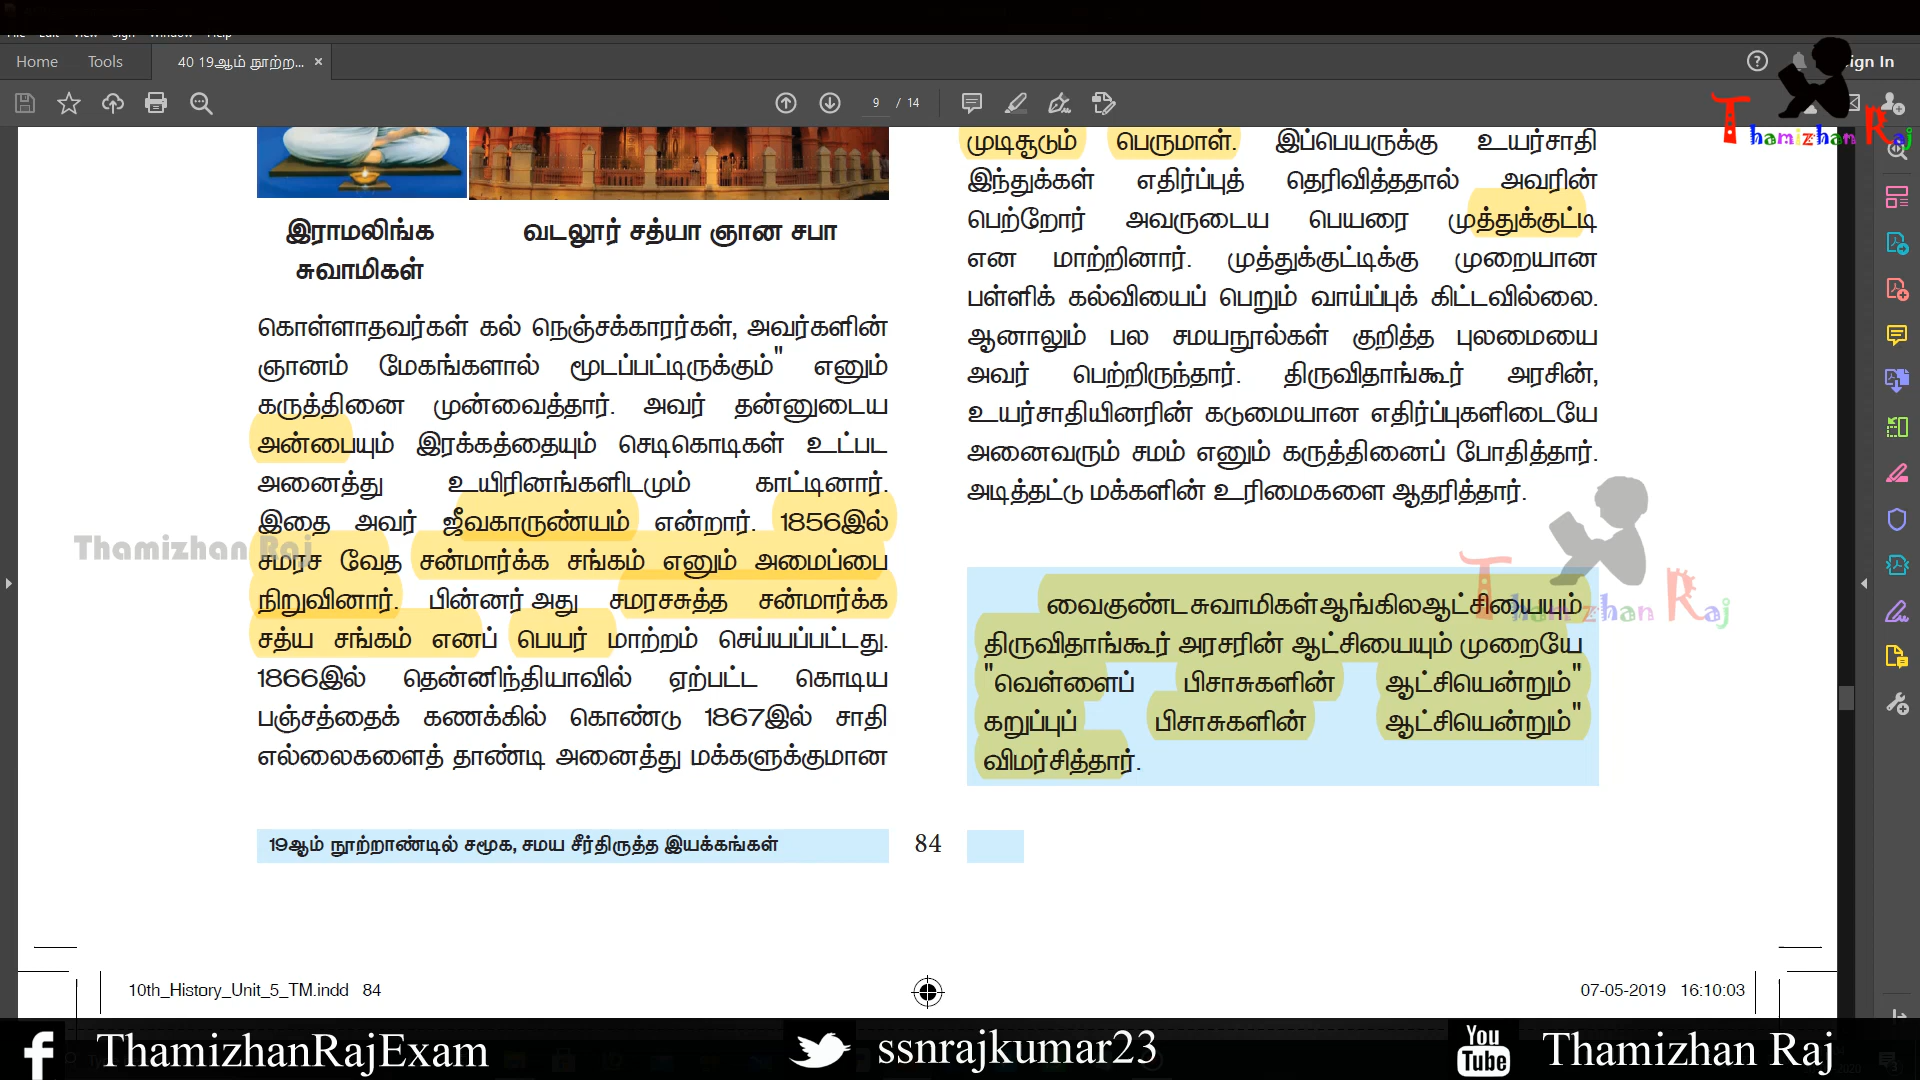 Home Tools 40 19ஆம் நூற்ற... × Sign In
9 / 14
Thamizhan Raj
இராமலிங்க
சுவாமிகள்
வடலூர் சத்யா ஞான சபா
கொள்ளாதவர்கள் கல் நெஞ்சக்காரர்கள், அவர்களின்
ஞானம் மேகங்களால் மூடப்பட்டிருக்கும்" எனும்
கருத்தினை முன்வைத்தார். அவர் தன்னுடைய
அன்பையும் இரக்கத்தையும் செடிகொடிகள் உட்பட
அனைத்து உயிரினங்களிடமும் காட்டினார்.
இதை அவர் ஜீவகாருண்யம் என்றார். 1856இல்
சமரச வேத சன்மார்க்க சங்கம் எனும் அமைப்பை
நிறுவினார். பின்னர் அது சமரசசுத்த சன்மார்க்க
சத்ய சங்கம் எனப் பெயர் மாற்றம் செய்யப்பட்டது.
1866இல் தென்னிந்தியாவில் ஏற்பட்ட கொடிய
பஞ்சத்தைக் கணக்கில் கொண்டு 1867இல் சாதி
எல்லைகளைத் தாண்டி அனைத்து மக்களுக்குமான
முடிசூடும் பெருமாள். இப்பெயருக்கு உயர்சாதி
இந்துக்கள் எதிர்ப்புத் தெரிவித்ததால் அவரின்
பெற்றோர் அவருடைய பெயரை முத்துக்குட்டி
என மாற்றினார். முத்துக்குட்டிக்கு முறையான
பள்ளிக் கல்வியைப் பெறும் வாய்ப்புக் கிட்டவில்லை.
ஆனாலும் பல சமயநூல்கள் குறித்த புலமையை
அவர் பெற்றிருந்தார். திருவிதாங்கூர் அரசின்,
உயர்சாதியினரின் கடுமையான எதிர்ப்புகளிடையே
அனைவரும் சமம் எனும் கருத்தினைப் போதித்தார்.
அடித்தட்டு மக்களின் உரிமைகளை ஆதரித்தார்.
Thamizhan Raj
Thamizhan Raj
வைகுண்டசுவாமிகள்ஆங்கிலஆட்சியையும்
திருவிதாங்கூர் அரசரின் ஆட்சியையும் முறையே
"வெள்ளைப் பிசாசுகளின் ஆட்சியென்றும்"
கறுப்புப் பிசாசுகளின் ஆட்சியென்றும்"
விமர்சித்தார்.
19ஆம் நூற்றாண்டில் சமூக, சமய சீர்திருத்த இயக்கங்கள் 84
10th_History_Unit_5_TM.indd 84 07-05-2019 16:10:03
f ThamizhanRajExam ssnrajkumar23 You Tube Thamizhan Raj